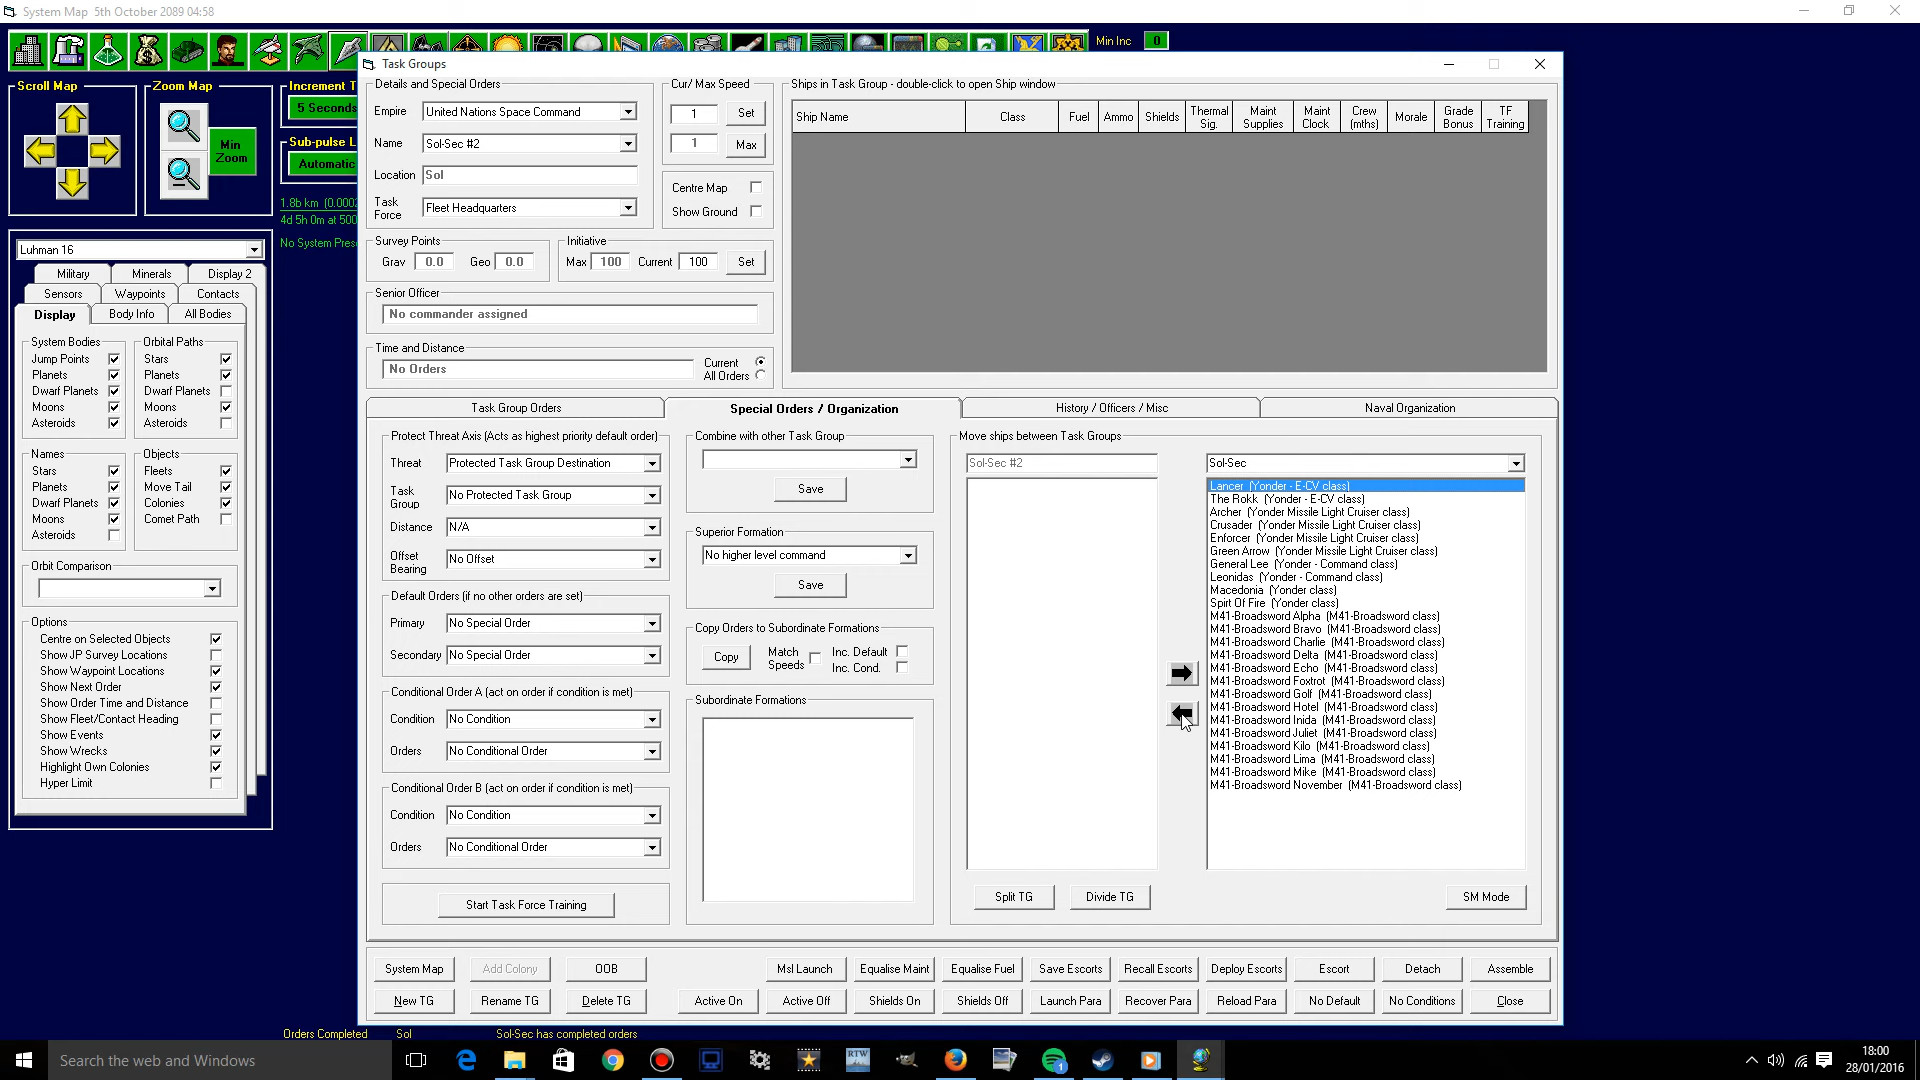 System Map  5th October 2089 04:58
Min Inc 0
Scroll Map
Zoom Map
Increment T
5 Seconds
Min Zoom
Sub-pulse L
Automatic
4d 5h 0m at 500
No System Pres
Luhman 16
Military Minerals Display 2
Sensors Waypoints Contacts
Display Body Info All Bodies
System Bodies
Jump Points
Planets
Dwarf Planets
Moons
Asteroids
Orbital Paths
Stars
Planets
Dwarf Planets
Moons
Asteroids
Names
Stars
Planets
Dwarf Planets
Moons
Asteroids
Objects
Fleets
Move Tail
Colonies
Comet Path
Orbit Comparison
Options
Centre on Selected Objects
Show JP Survey Locations
Show Waypoint Locations
Show Next Order
Show Order Time and Distance
Show Fleet/Contact Heading
Show Events
Show Wrecks
Highlight Own Colonies
Hyper Limit
Task Groups
Details and Special Orders
Empire United Nations Space Command
Name Sol-Sec #2
Location Sol
Task Force Fleet Headquarters
Cur/ Max Speed
1 Set
1 Max
Centre Map
Show Ground
Survey Points
Grav 0.0 Geo 0.0
Initiative
Max 100 Current 100 Set
Senior Officer
No commander assigned
Time and Distance
No Orders
Current
All Orders
Ships in Task Group - double-click to open Ship window
Ship Name Class Fuel Ammo Shields Thermal Sig. Maint Supplies Maint Clock Crew (mths) Morale Grade Bonus TF Training
Task Group Orders Special Orders / Organization History / Officers / Misc Naval Organization
Protect Threat Axis (Acts as highest priority default order)
Threat Protected Task Group Destination
Task Group No Protected Task Group
Distance N/A
Offset Bearing No Offset
Default Orders (if no other orders are set)
Primary No Special Order
Secondary No Special Order
Conditional Order A (act on order if condition is met)
Condition No Condition
Orders No Conditional Order
Conditional Order B (act on order if condition is met)
Condition No Condition
Orders No Conditional Order
Start Task Force Training
Combine with other Task Group
Save
Superior Formation
No higher level command
Save
Copy Orders to Subordinate Formations
Copy Match Speeds Inc. Default
Inc. Cond.
Subordinate Formations
Move ships between Task Groups
Sol-Sec #2
Sol-Sec
Lancer  (Yonder - E-CV class)
The Rokk  (Yonder - E-CV class)
Archer  (Yonder Missile Light Cruiser class)
Crusader  (Yonder Missile Light Cruiser class)
Enforcer  (Yonder Missile Light Cruiser class)
Green Arrow  (Yonder Missile Light Cruiser class)
General Lee  (Yonder - Command class)
Leonidas  (Yonder - Command class)
Macedonia  (Yonder class)
Spirt Of Fire  (Yonder class)
M41-Broadsword Alpha  (M41-Broadsword class)
M41-Broadsword Bravo  (M41-Broadsword class)
M41-Broadsword Charlie  (M41-Broadsword class)
M41-Broadsword Delta  (M41-Broadsword class)
M41-Broadsword Echo  (M41-Broadsword class)
M41-Broadsword Foxtrot  (M41-Broadsword class)
M41-Broadsword Golf  (M41-Broadsword class)
M41-Broadsword Hotel  (M41-Broadsword class)
M41-Broadsword Inida  (M41-Broadsword class)
M41-Broadsword Juliet  (M41-Broadsword class)
M41-Broadsword Kilo  (M41-Broadsword class)
M41-Broadsword Lima  (M41-Broadsword class)
M41-Broadsword Mike  (M41-Broadsword class)
M41-Broadsword November  (M41-Broadsword class)
Split TG Divide TG SM Mode
System Map Add Colony OOB Msl Launch Equalise Maint Equalise Fuel Save Escorts Recall Escorts Deploy Escorts Escort Detach Assemble
New TG Rename TG Delete TG Active On Active Off Shields On Shields Off Launch Para Recover Para Reload Para No Default No Conditions Close
Orders Completed Sol Sol-Sec has completed orders
Search the web and Windows
RTW
1
18:00
28/01/2016